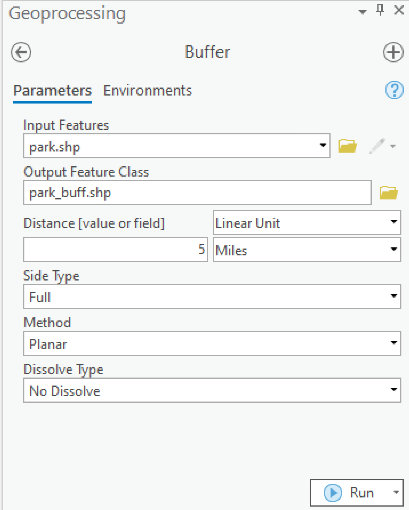 Geoprocessing
Buffer
Parameters Environments
Input Features
park.shp
Output Feature Class
park_buff.shp
Distance [value or field] Linear Unit
5 Miles
Side Type
Full
Method
Planar
Dissolve Type
No Dissolve
Run